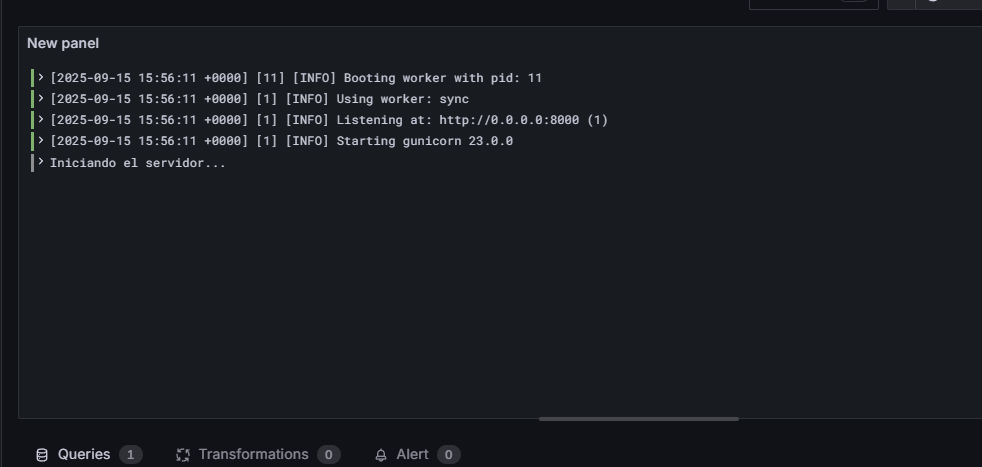 New panel
[2025-09-15 15:56:11 +0000] [11] [INFO] Booting worker with pid: 11
[2025-09-15 15:56:11 +0000] [1] [INFO] Using worker: sync
[2025-09-15 15:56:11 +0000] [1] [INFO] Listening at: http://0.0.0.0:8000 (1)
[2025-09-15 15:56:11 +0000] [1] [INFO] Starting gunicorn 23.0.0
Iniciando el servidor...
Queries 1 Transformations 0 Alert 0